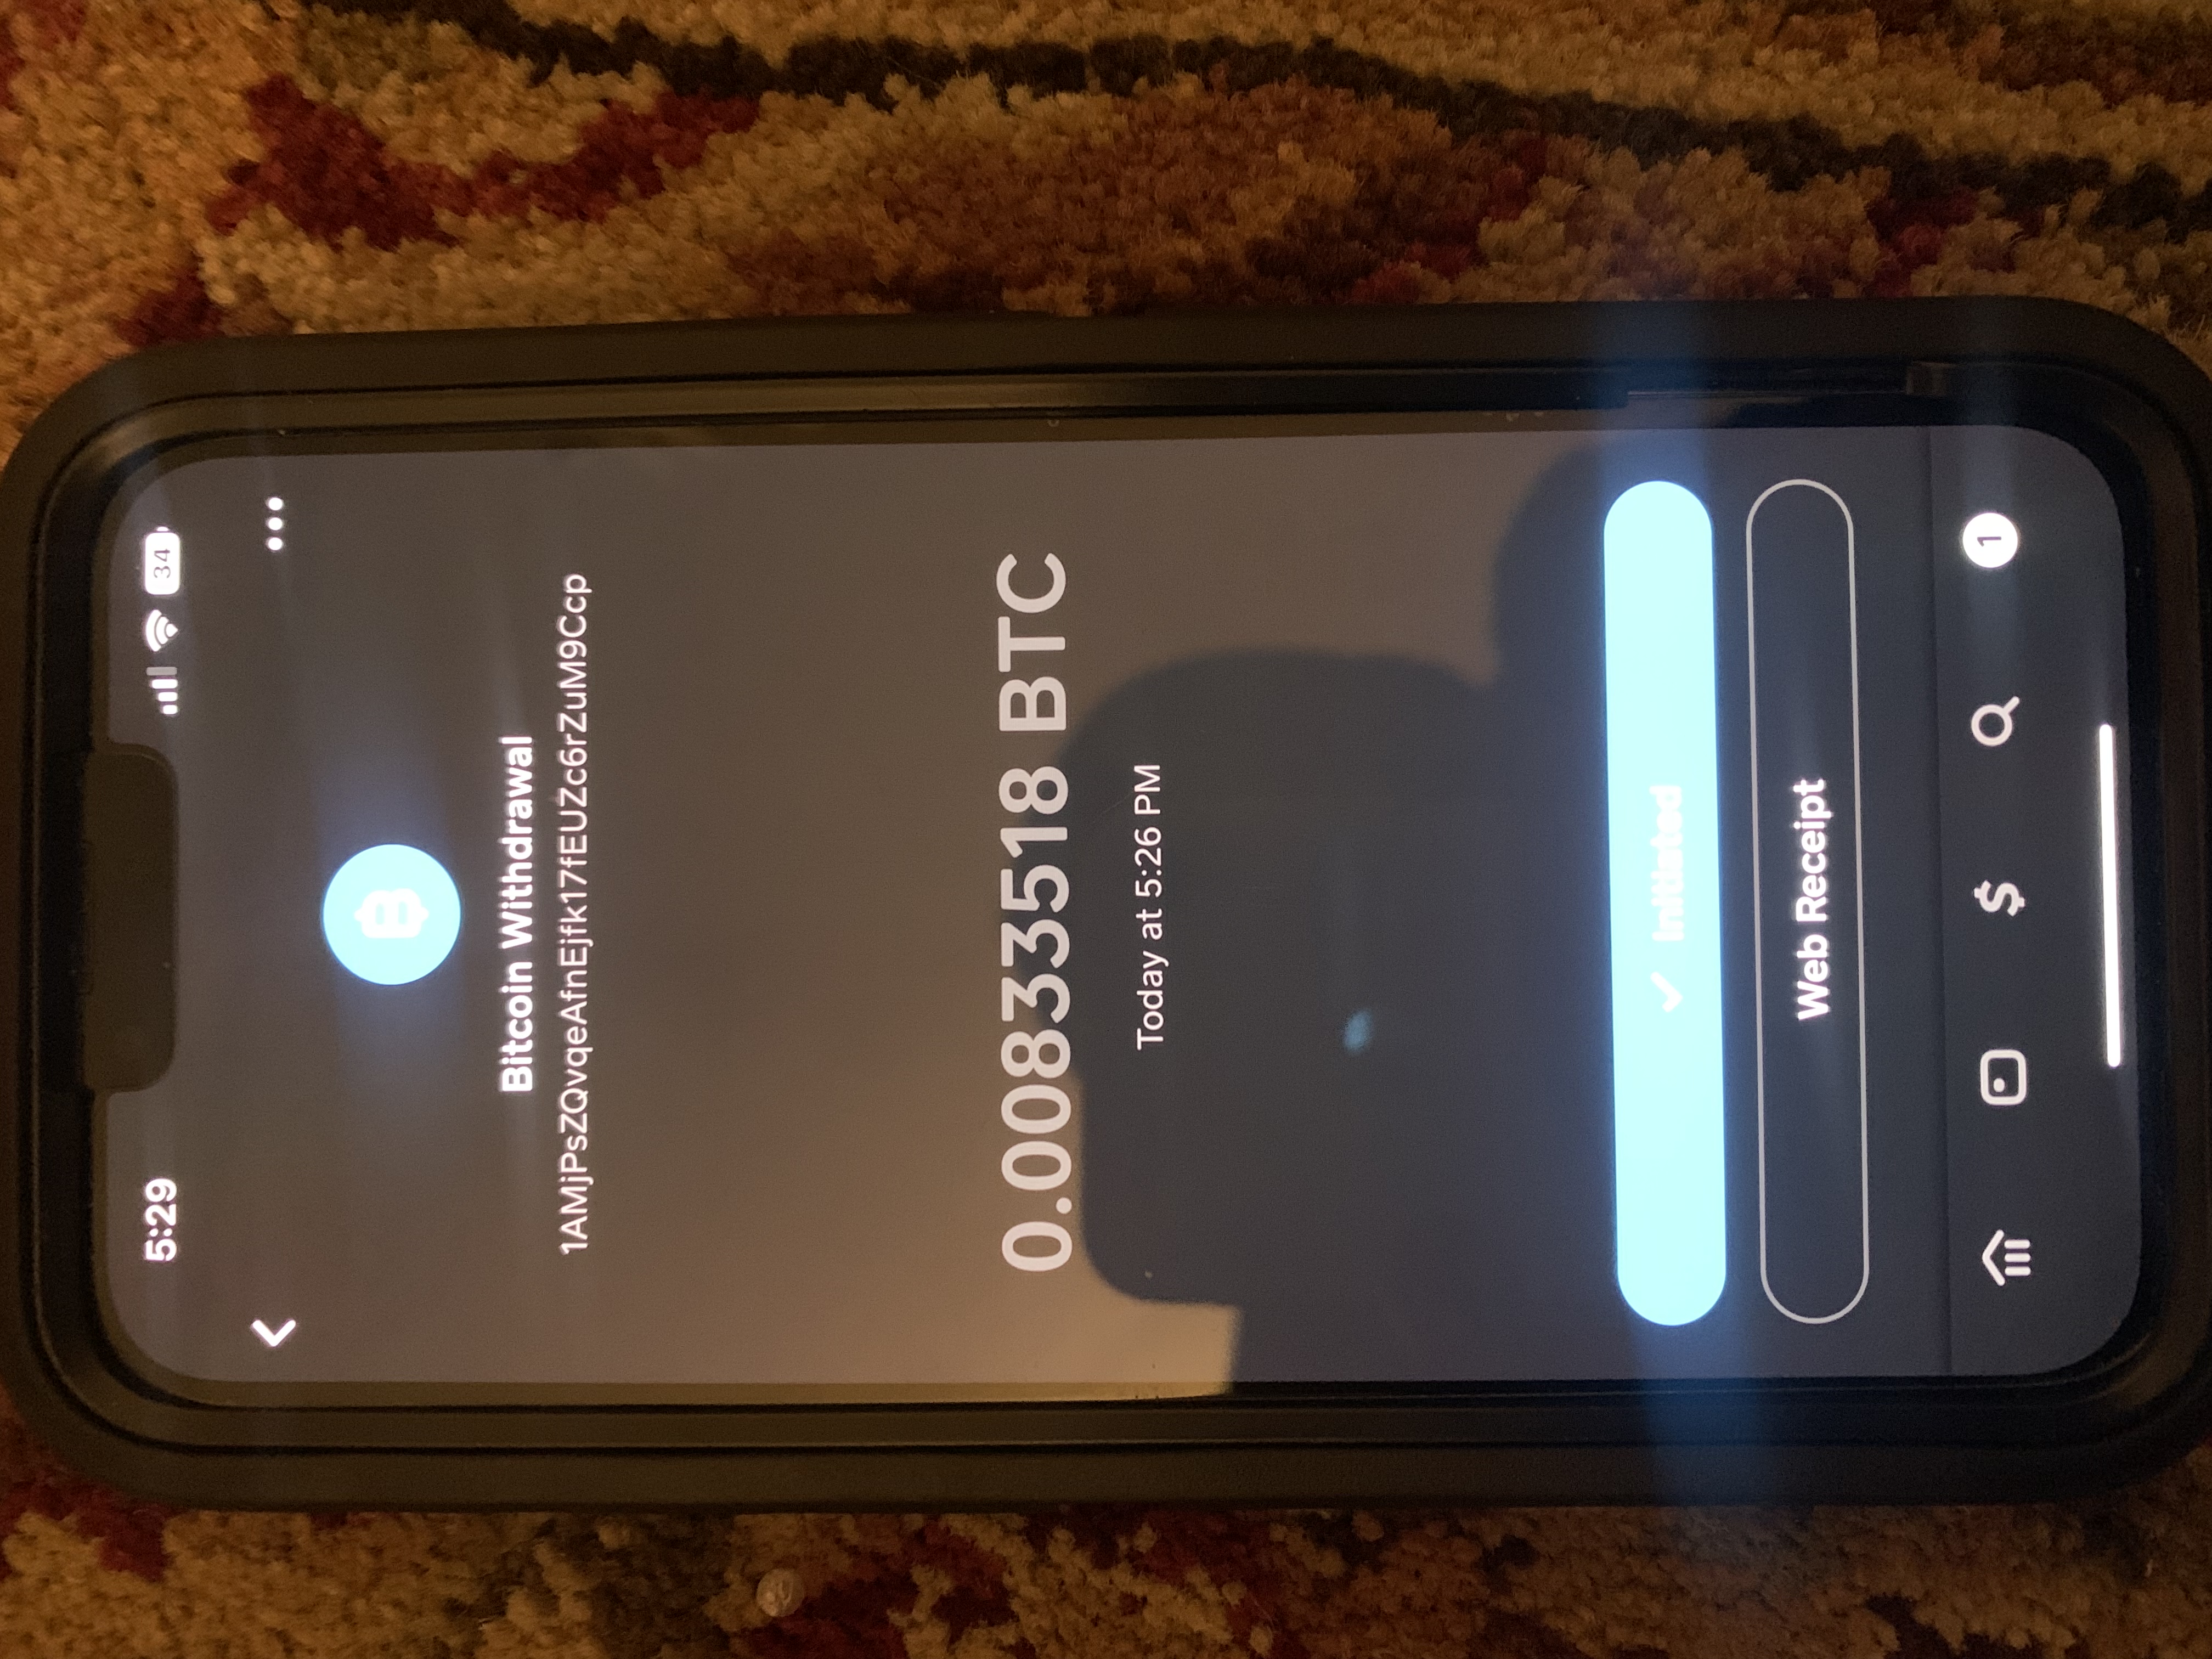 5:29
34
Bitcoin Withdrawal
1AMjPsZQvqeAfnEjfk17fEUZc6rZuM9Ccp
0.00833518 BTC
Today at 5:26 PM
Initiated
Web Receipt
$
1